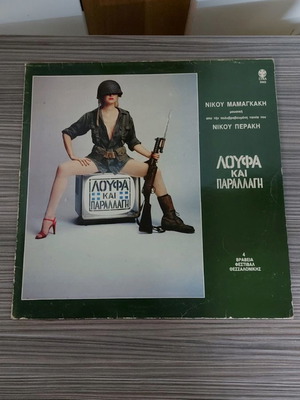 ΝΙΚΟΥ ΜΑΜΑΓΚΑΚΗ
μουσική
από την πολυβραβευμένη ταινία του
ΝΙΚΟΥ ΠΕΡΑΚΗ
ΛΟΥΦΑ
ΚΑΙ
ΠΑΡΑΛΛΑΓΗ
ΛΟΥΦΑ
ΚΑΙ
ΠΑΡΑΛΛΑΓΗ
4
ΒΡΑΒΕΙΑ
ΦΕΣΤΙΒΑΛ
ΘΕΣΣΑΛΟΝΙΚΗΣ